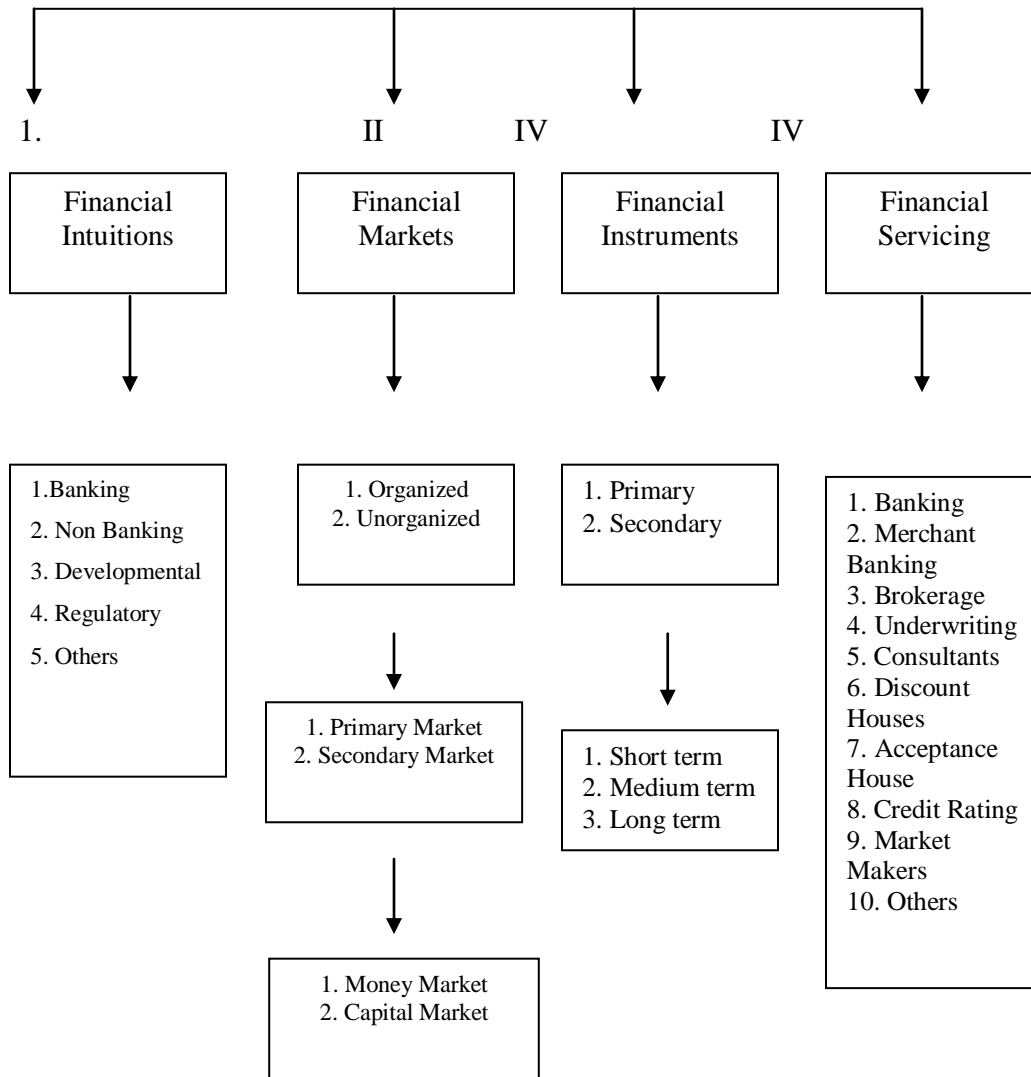 1.
II
IV
IV
Financial
Intuitions
Financial
Markets
Financial
Instruments
Financial
Servicing
1.Banking
2. Non Banking
3. Developmental
4. Regulatory
5. Others
1. Organized
2. Unorganized
1. Primary Market
2. Secondary Market
1. Money Market
2. Capital Market
1. Primary
2. Secondary
1. Short term
2. Medium term
3. Long term
1. Banking
2. Merchant
Banking
3. Brokerage
4. Underwriting
5. Consultants
6. Discount
Houses
7. Acceptance
House
8. Credit Rating
9. Market
Makers
10. Others